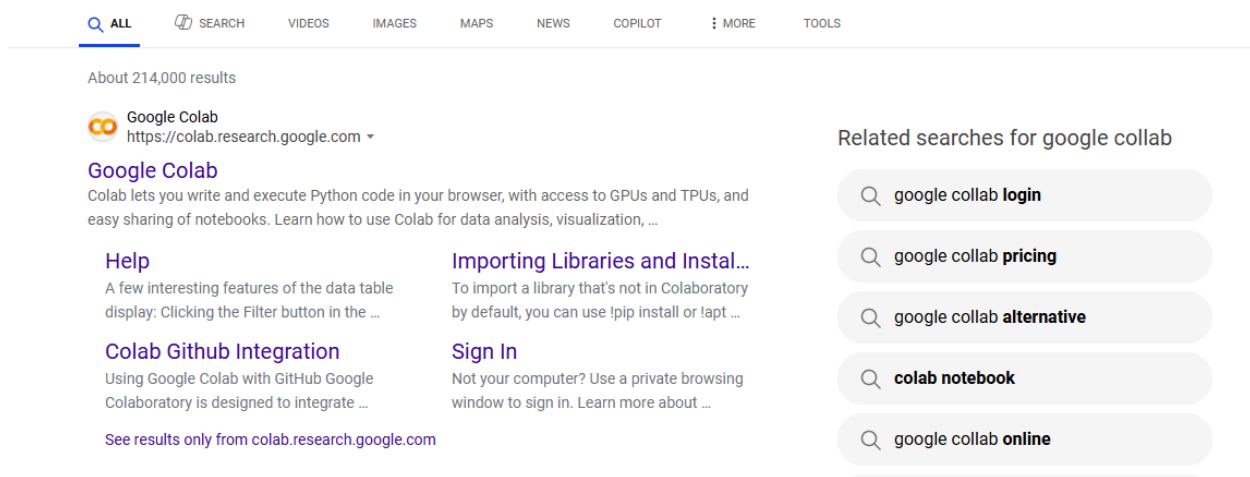 ALL SEARCH VIDEOS IMAGES MAPS NEWS COPILOT MORE TOOLS
About 214,000 results
Google Colab
https://colab.research.google.com
Google Colab
Colab lets you write and execute Python code in your browser, with access to GPUs and TPUs, and
easy sharing of notebooks. Learn how to use Colab for data analysis, visualization, …
Help
A few interesting features of the data table
display: Clicking the Filter button in the …
Importing Libraries and Instal…
To import a library that's not in Colaboratory
by default, you can use !pip install or !apt …
Colab Github Integration
Using Google Colab with GitHub Google
Colaboratory is designed to integrate …
Sign In
Not your computer? Use a private browsing
window to sign in. Learn more about …
See results only from colab.research.google.com
Related searches for google collab
google collab login
google collab pricing
google collab alternative
colab notebook
google collab online